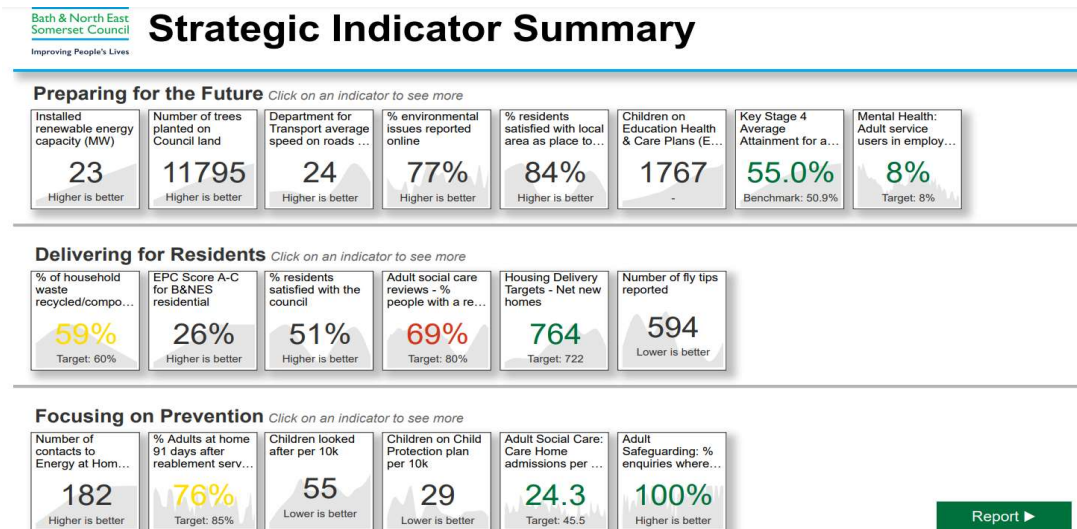 Bath & North East
Somerset Council
Improving People's Lives
Strategic Indicator Summary
Preparing for the Future Click on an indicator to see more
Installed
renewable energy
capacity (MW)
23
Higher is better
Number of trees
planted on
Council land
11795
Higher is better
Department for
Transport average
speed on roads ...
24
Higher is better
% environmental
issues reported
online
77%
Higher is better
% residents
satisfied with local
area as place to...
84%
Higher is better
Children on
Education Health
& Care Plans (E...
1767
-
Key Stage 4
Average
Attainment for a...
55.0%
Benchmark: 50.9%
Mental Health:
Adult service
users in employ...
8%
Target: 8%
Delivering for Residents Click on an indicator to see more
% of household
waste
recycled/compo...
59%
Target: 60%
EPC Score A-C
for B&NES
residential
26%
Higher is better
% residents
satisfied with the
council
51%
Higher is better
Adult social care
reviews - %
people with a re...
69%
Target: 80%
Housing Delivery
Targets - Net new
homes
764
Target: 722
Number of fly tips
reported
594
Lower is better
Focusing on Prevention Click on an indicator to see more
Number of
contacts to
Energy at Hom...
182
Higher is better
% Adults at home
91 days after
reablement serv...
76%
Target: 85%
Children looked
after per 10k
55
Lower is better
Children on Child
Protection plan
per 10k
29
Lower is better
Adult Social Care:
Care Home
admissions per ...
24.3
Target: 45.5
Adult
Safeguarding: %
enquiries where...
100%
Higher is better
Report ▶